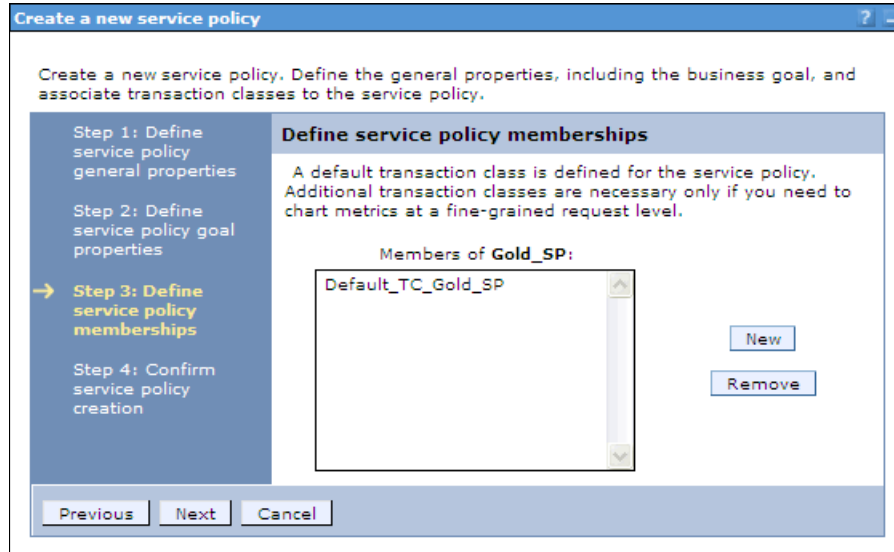 Create a new service policy
?
Create a new service policy. Define the general properties, including the business goal, and
associate transaction classes to the service policy.
Step 1: Define
service policy
general properties
Step 2: Define
service policy goal
properties
Step 3: Define
service policy
memberships
Step 4: Confirm
service policy
creation
Define service policy memberships
A default transaction class is defined for the service policy.
Additional transaction classes are necessary only if you need to
chart metrics at a fine-grained request level.
Members of Gold_SP:
Default_TC_Gold_SP
New
Remove
Previous Next Cancel